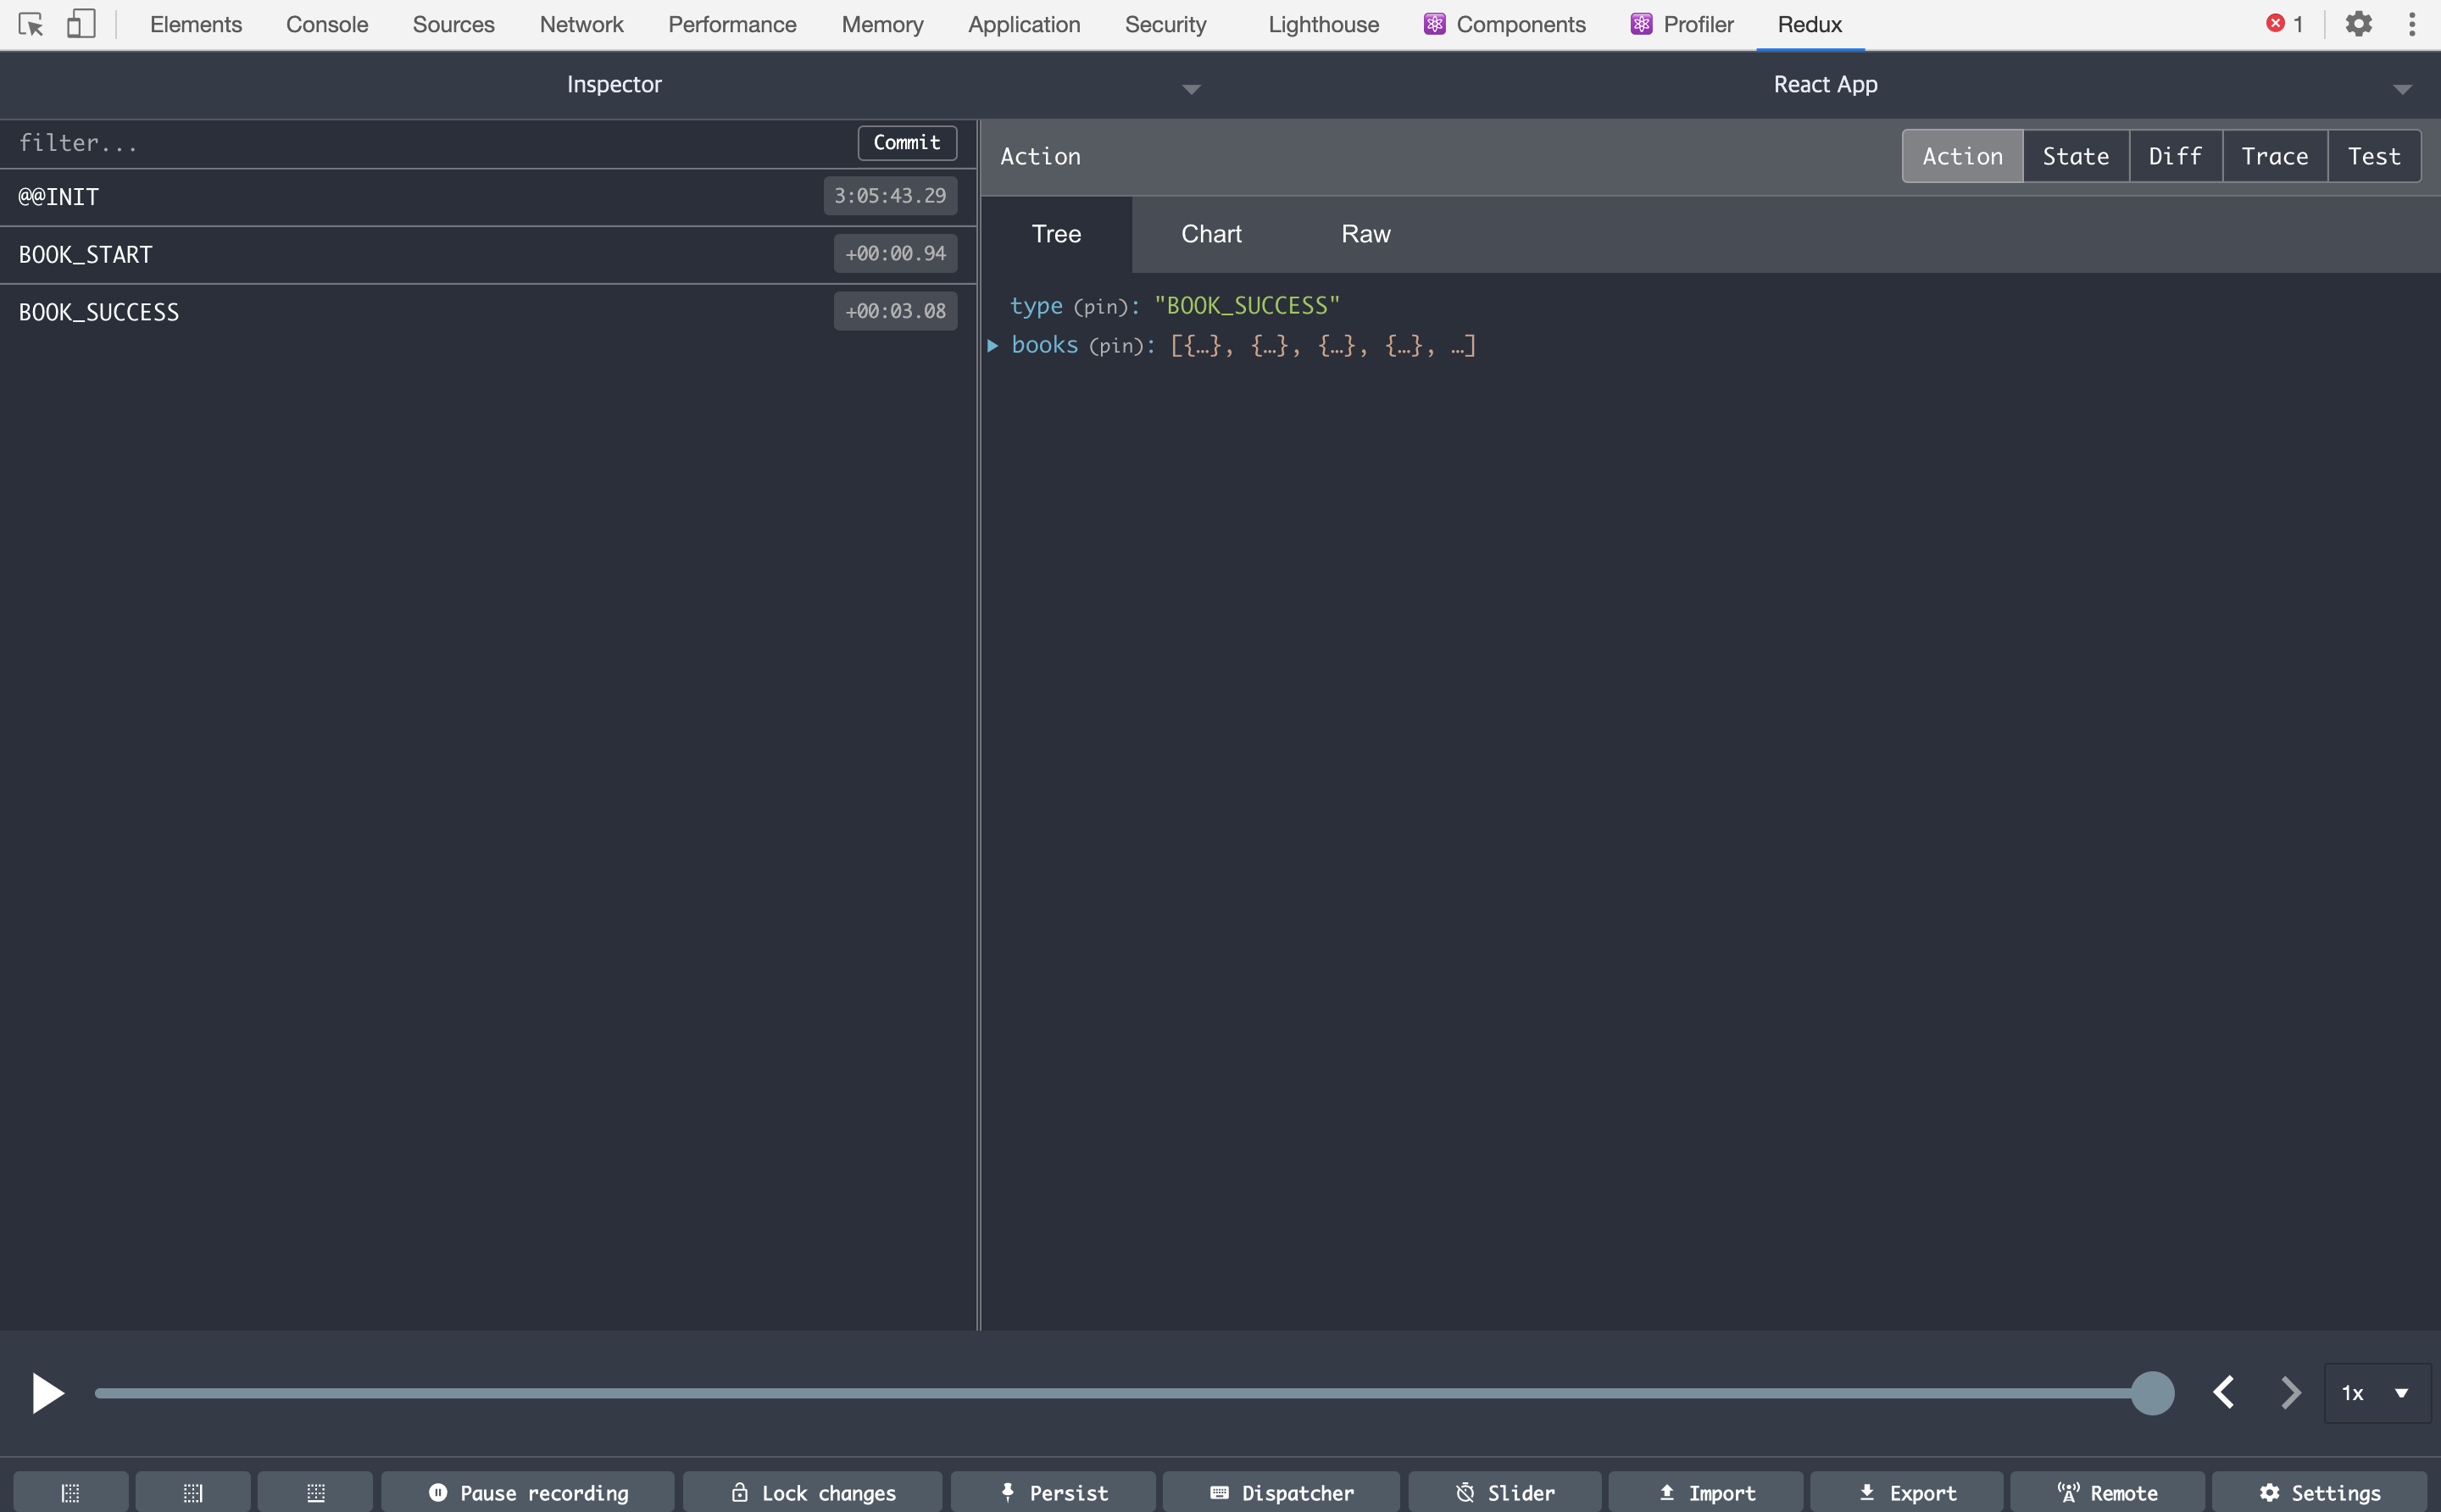 Elements Console Sources Network Performance Memory Application Security Lighthouse Components Profiler Redux 1
Inspector React App
filter... Commit
@@INIT 3:05:43.29
BOOK_START +00:00.94
BOOK_SUCCESS +00:03.08
Action Action State Diff Trace Test
Tree Chart Raw
type (pin): "BOOK_SUCCESS"
books (pin): [{…}, {…}, {…}, {…}, …]
1x
Pause recording Lock changes Persist Dispatcher Slider Import Export Remote Settings